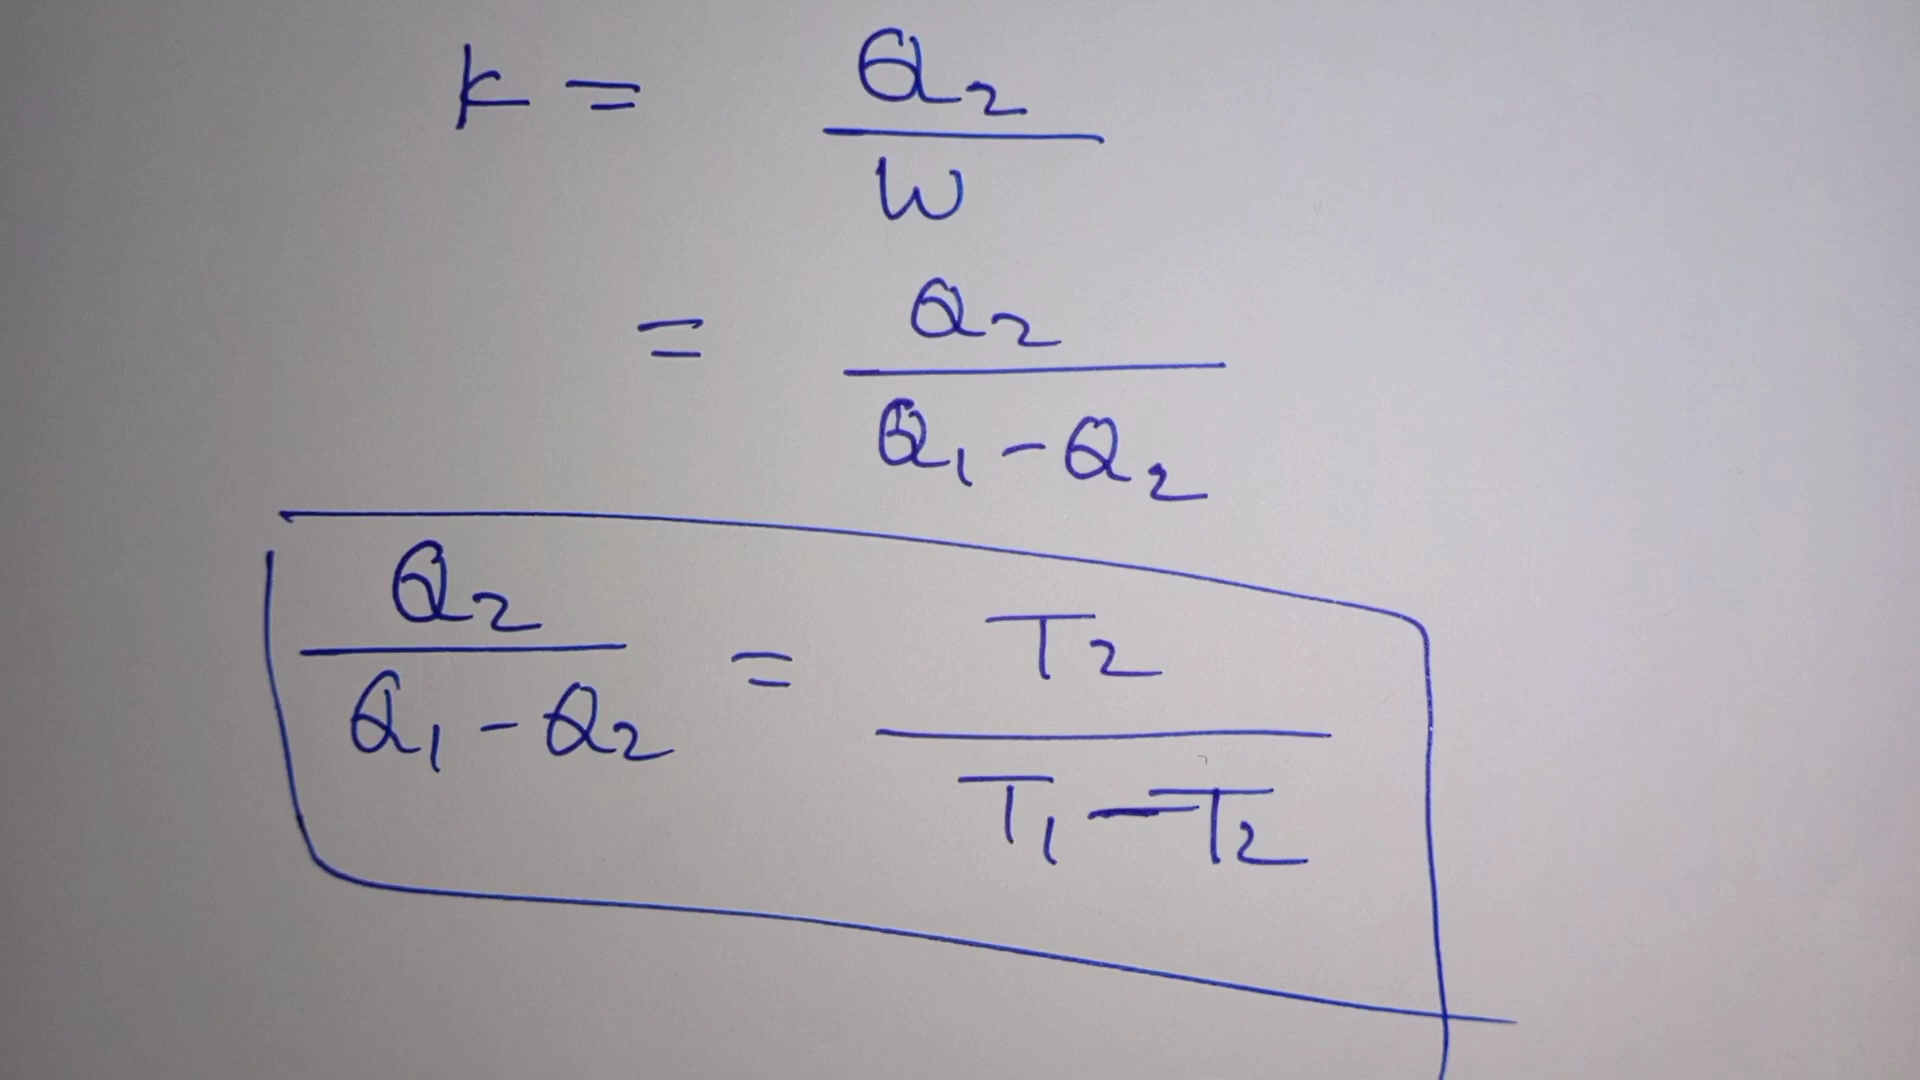 K = Q₂ / W
= Q₂ / Q₁ - Q₂
Q₂ / Q₁ - Q₂ = T₂ / T₁ - T₂